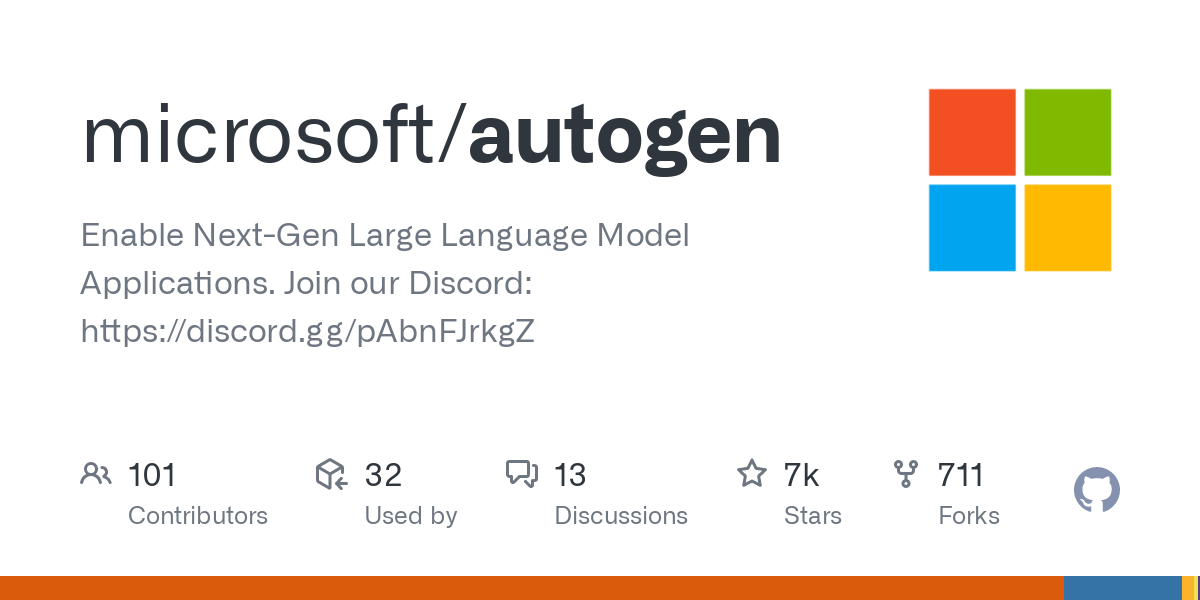 microsoft/autogen
Enable Next-Gen Large Language Model
Applications. Join our Discord:
https://discord.gg/pAbnFJrkgZ
101 32 13 7k 711
Contributors Used by Discussions Stars Forks